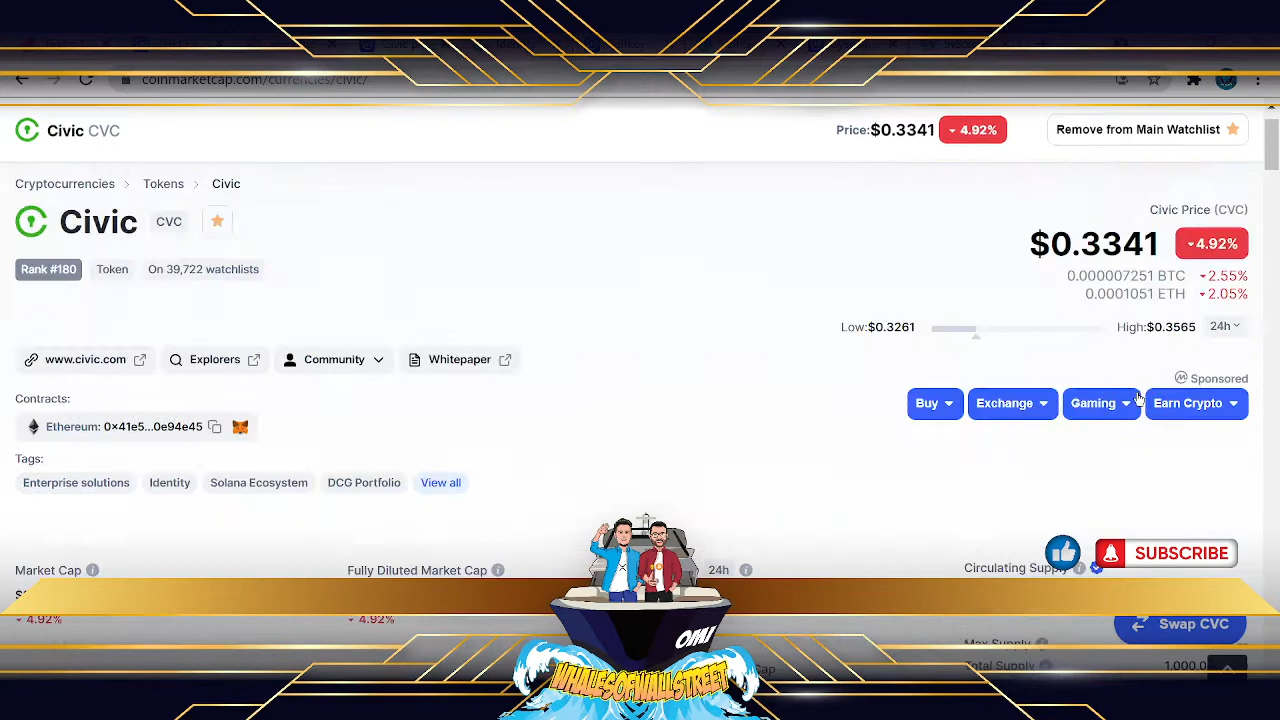 coinmarketcap.com/currencies/civic/
Civic CVC
Price:$0.3341 4.92%
Remove from Main Watchlist
Cryptocurrencies > Tokens > Civic
Civic CVC
Civic Price (CVC)
$0.3341 4.92%
Rank #180 Token On 39,722 watchlists
0.000007251 BTC 2.55%
0.0001051 ETH 2.05%
Low:$0.3261 High:$0.3565 24h
www.civic.com Explorers Community Whitepaper
Sponsored
Contracts:
Buy Exchange Gaming Earn Crypto
Ethereum: 0x41e5...0e94e45
Tags:
Enterprise solutions Identity Solana Ecosystem DCG Portfolio View all
SUBSCRIBE
Market Cap Fully Diluted Market Cap 24h Circulating Supply
4.92% 4.92%
Swap CVC
OMI
Max Supply
Total Supply 1,000,0
WHALESOFWALLSTREET